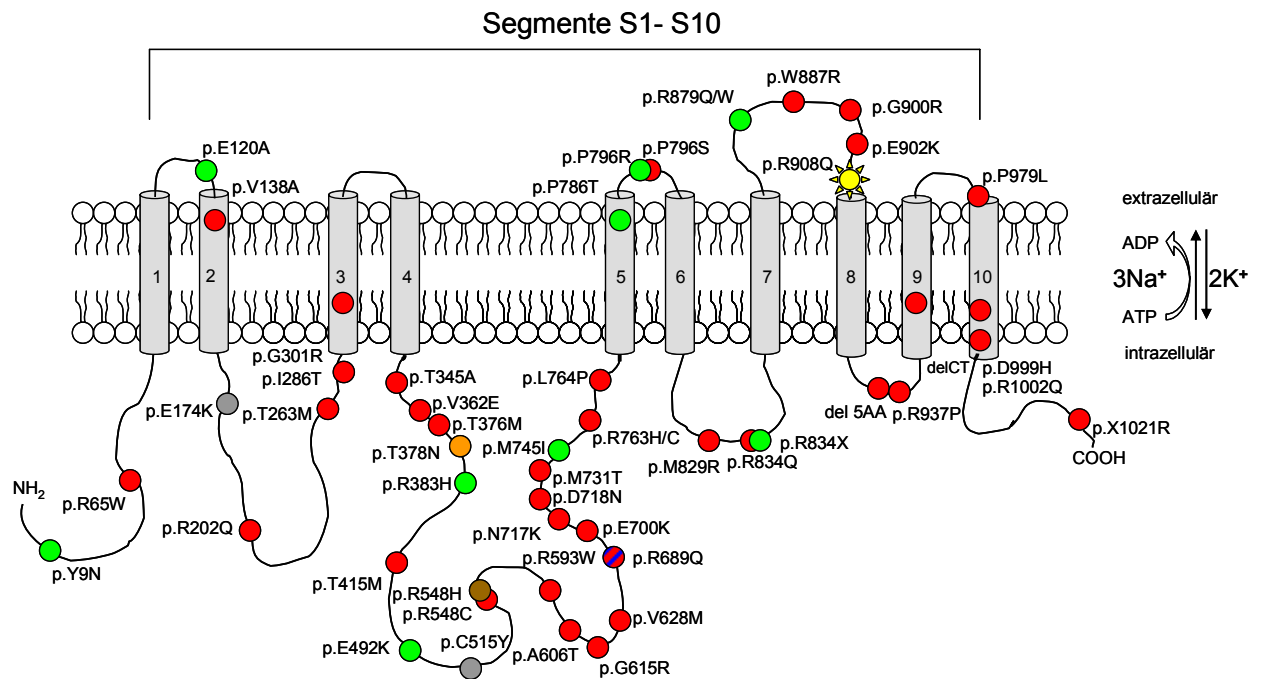 Segmente S1- S10
p.W887R
p.R879Q/W
p.G900R
p.E120A
p.P796R
p.P796S
p.E902K
p.R908Q
p.V138A
p.P786T
p.P979L
extrazellulär
ADP
3Na⁺
2K⁺
ATP
intrazellulär
1
2
3
4
5
6
7
8
9
10
p.G301R
p.I286T
p.T345A
p.L764P
delCT
p.D999H
p.R1002Q
p.E174K
p.T263M
p.V362E
p.T376M
p.R763H/C
del 5AA
p.R937P
p.X1021R
COOH
p.T378N
p.M745I
p.R834X
p.R834Q
p.M829R
p.M731T
p.R383H
p.D718N
NH₂
p.R65W
p.R202Q
p.N717K
p.E700K
p.R593W
p.R689Q
p.Y9N
p.T415M
p.R548H
p.R548C
p.V628M
p.E492K
p.C515Y
p.A606T
p.G615R